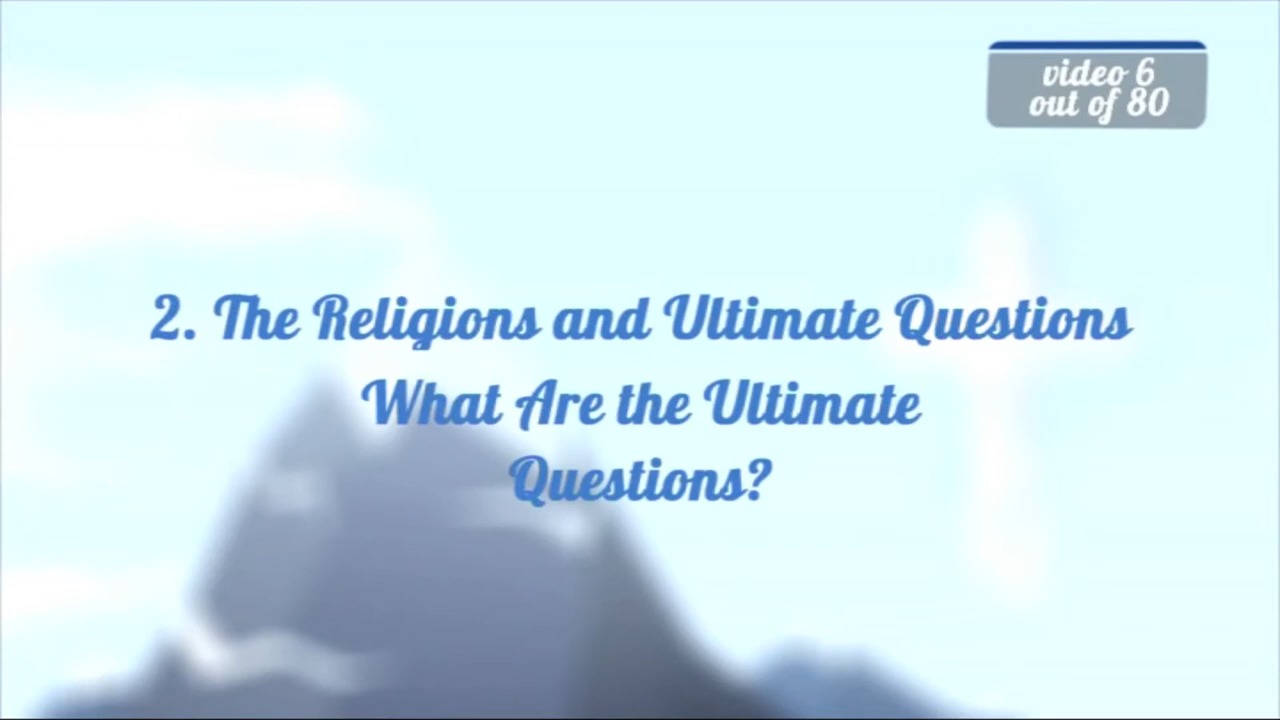 video 6
out of 80
2. The Religions and Ultimate Questions
What Are the Ultimate
Questions?